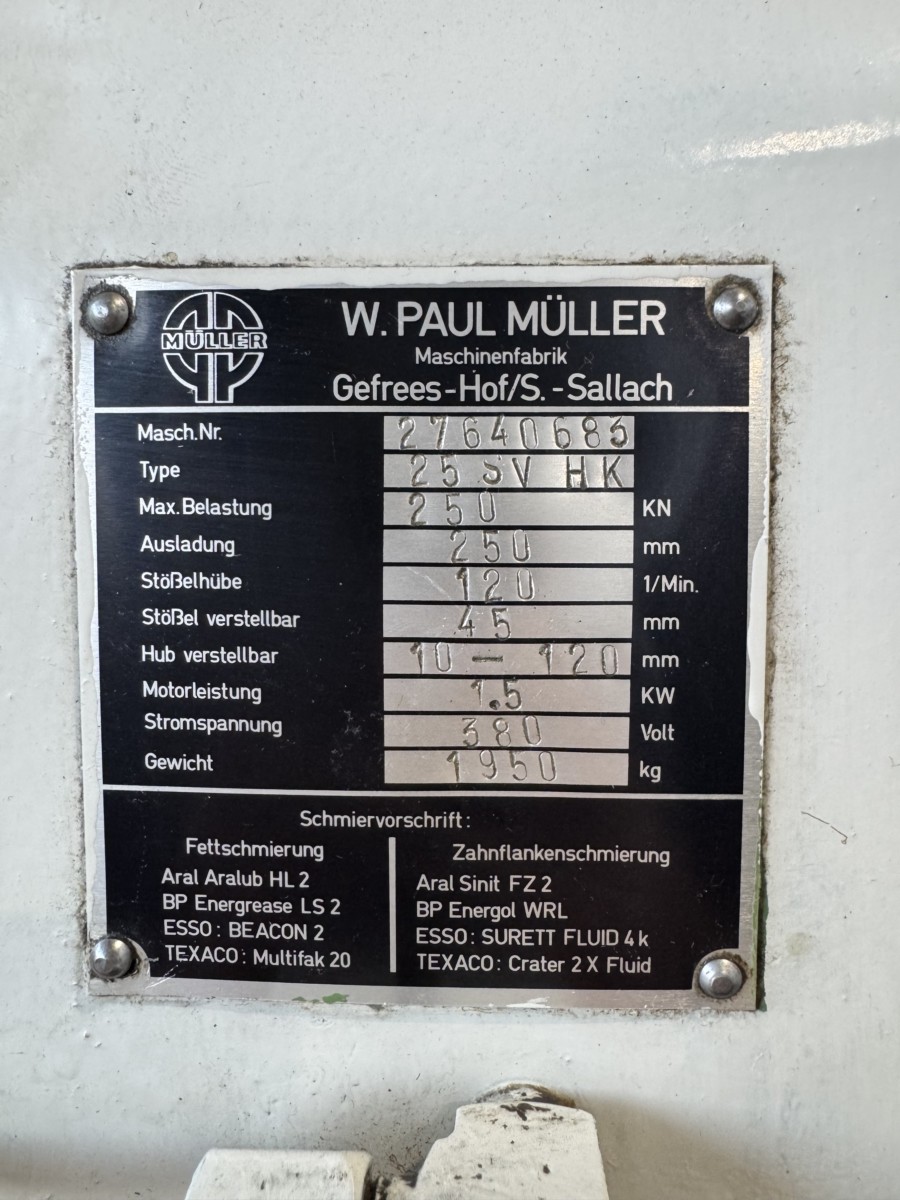 MÜLLER
W. PAUL MÜLLER
Maschinenfabrik
Gefrees-Hof/S.-Sallach
Masch.Nr. 27640683
Type 25 SV HK
Max. Belastung 250 KN
Ausladung 250 mm
Stößelhübe 120 1/Min.
Stößel verstellbar 45 mm
Hub verstellbar 10 – 120 mm
Motorleistung 1.5 KW
Stromspannung 380 Volt
Gewicht 1950 kg
Schmiervorschrift:
Fettschmierung
Aral Aralub HL 2
BP Energrease LS 2
ESSO: BEACON 2
TEXACO: Multifak 20
Zahnflankenschmierung
Aral Sinit FZ 2
BP Energol WRL
ESSO: SURETT FLUID 4k
TEXACO: Crater 2 X Fluid